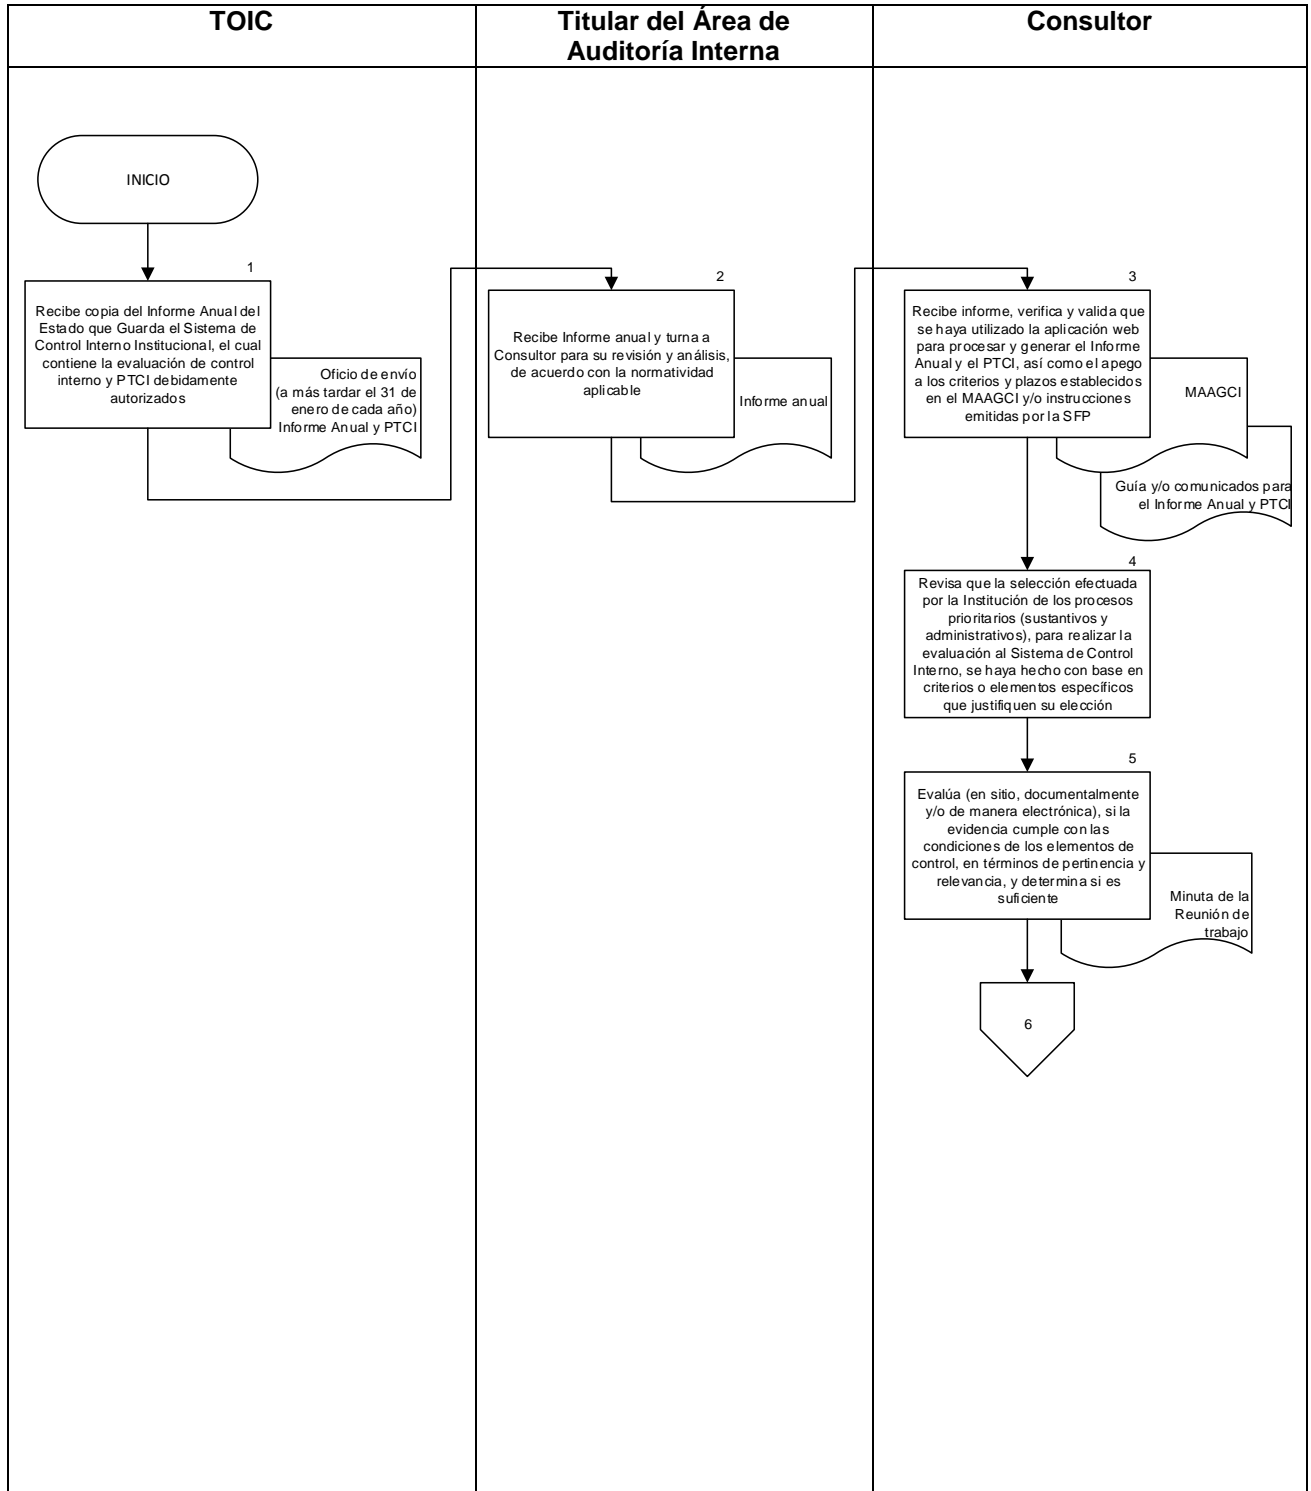 TOIC
Titular del Área de
Auditoría Interna
Consultor
INICIO
1
Recibe copia del Informe Anual del
Estado que Guarda el Sistema de
Control Interno Institucional, el cual
contiene la evaluación de control
interno y PTCI debidamente
autorizados
Oficio de envío
(a más tardar el 31 de
enero de cada año)
Informe Anual y PTCI
2
Recibe Informe anual y turna a
Consultor para su revisión y análisis,
de acuerdo con la normatividad
aplicable
Informe anual
3
Recibe informe, verifica y valida que
se haya utilizado la aplicación web
para procesar y generar el Informe
Anual y el PTCI, así como el apego
a los criterios y plazos establecidos
en el MAAGCI y/o instrucciones
emitidas por la SFP
MAAGCI
Guía y/o comunicados para
el Informe Anual y PTCI
4
Revisa que la selección efectuada
por la Institución de los procesos
prioritarios (sustantivos y
administrativos), para realizar la
evaluación al Sistema de Control
Interno, se haya hecho con base en
criterios o elementos específicos
que justifiquen su elección
5
Evalúa (en sitio, documentalmente
y/o de manera electrónica), si la
evidencia cumple con las
condiciones de los elementos de
control, en términos de pertinencia y
relevancia, y determina si es
suficiente
Minuta de la
Reunión de
trabajo
6